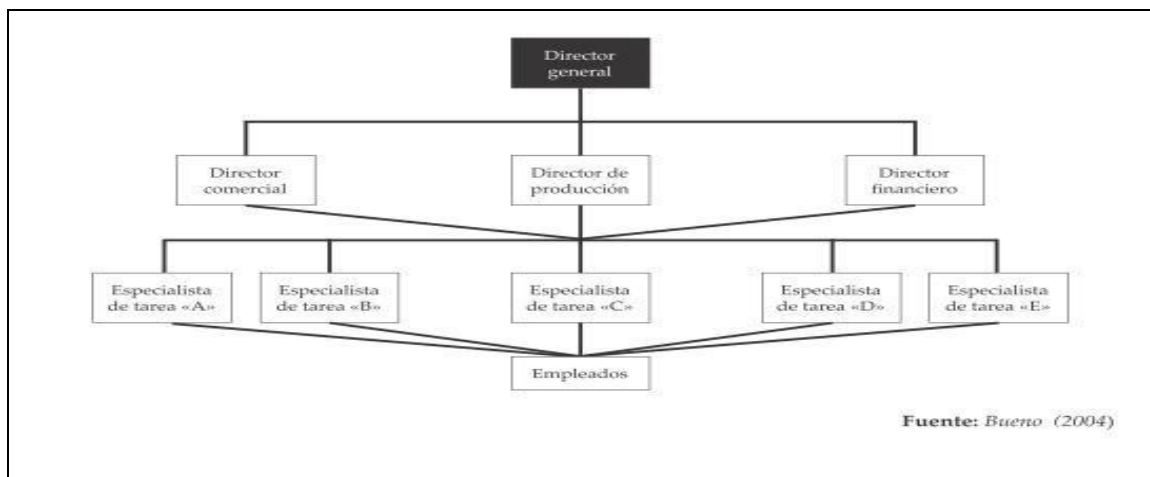 Director
general
Director
comercial
Director de
producción
Director
financiero
Especialista
de tarea «A»
Especialista
de tarea «B»
Especialista
de tarea «C»
Especialista
de tarea «D»
Especialista
de tarea «E»
Empleados
Fuente: Bueno (2004)